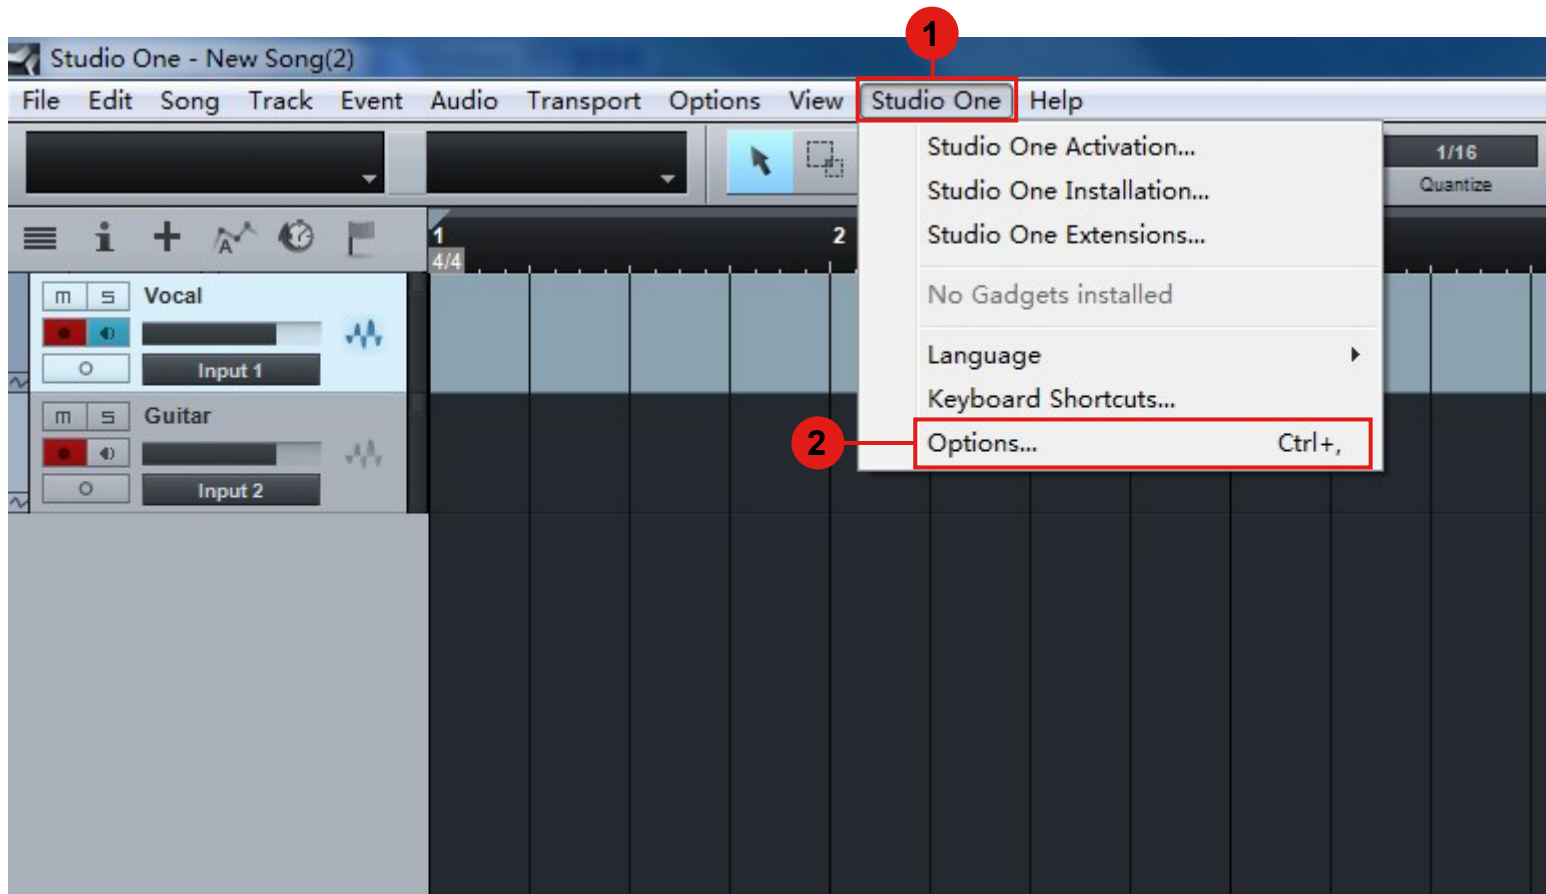 1
Studio One - New Song(2)
File Edit Song Track Event Audio Transport Options View Studio One Help
Studio One Activation...
1/16
Quantize
Studio One Installation...
Studio One Extensions...
1 2
4/4
No Gadgets installed
m S Vocal
Input 1
Language
Keyboard Shortcuts...
m S Guitar
2 Options... Ctrl+,
Input 2